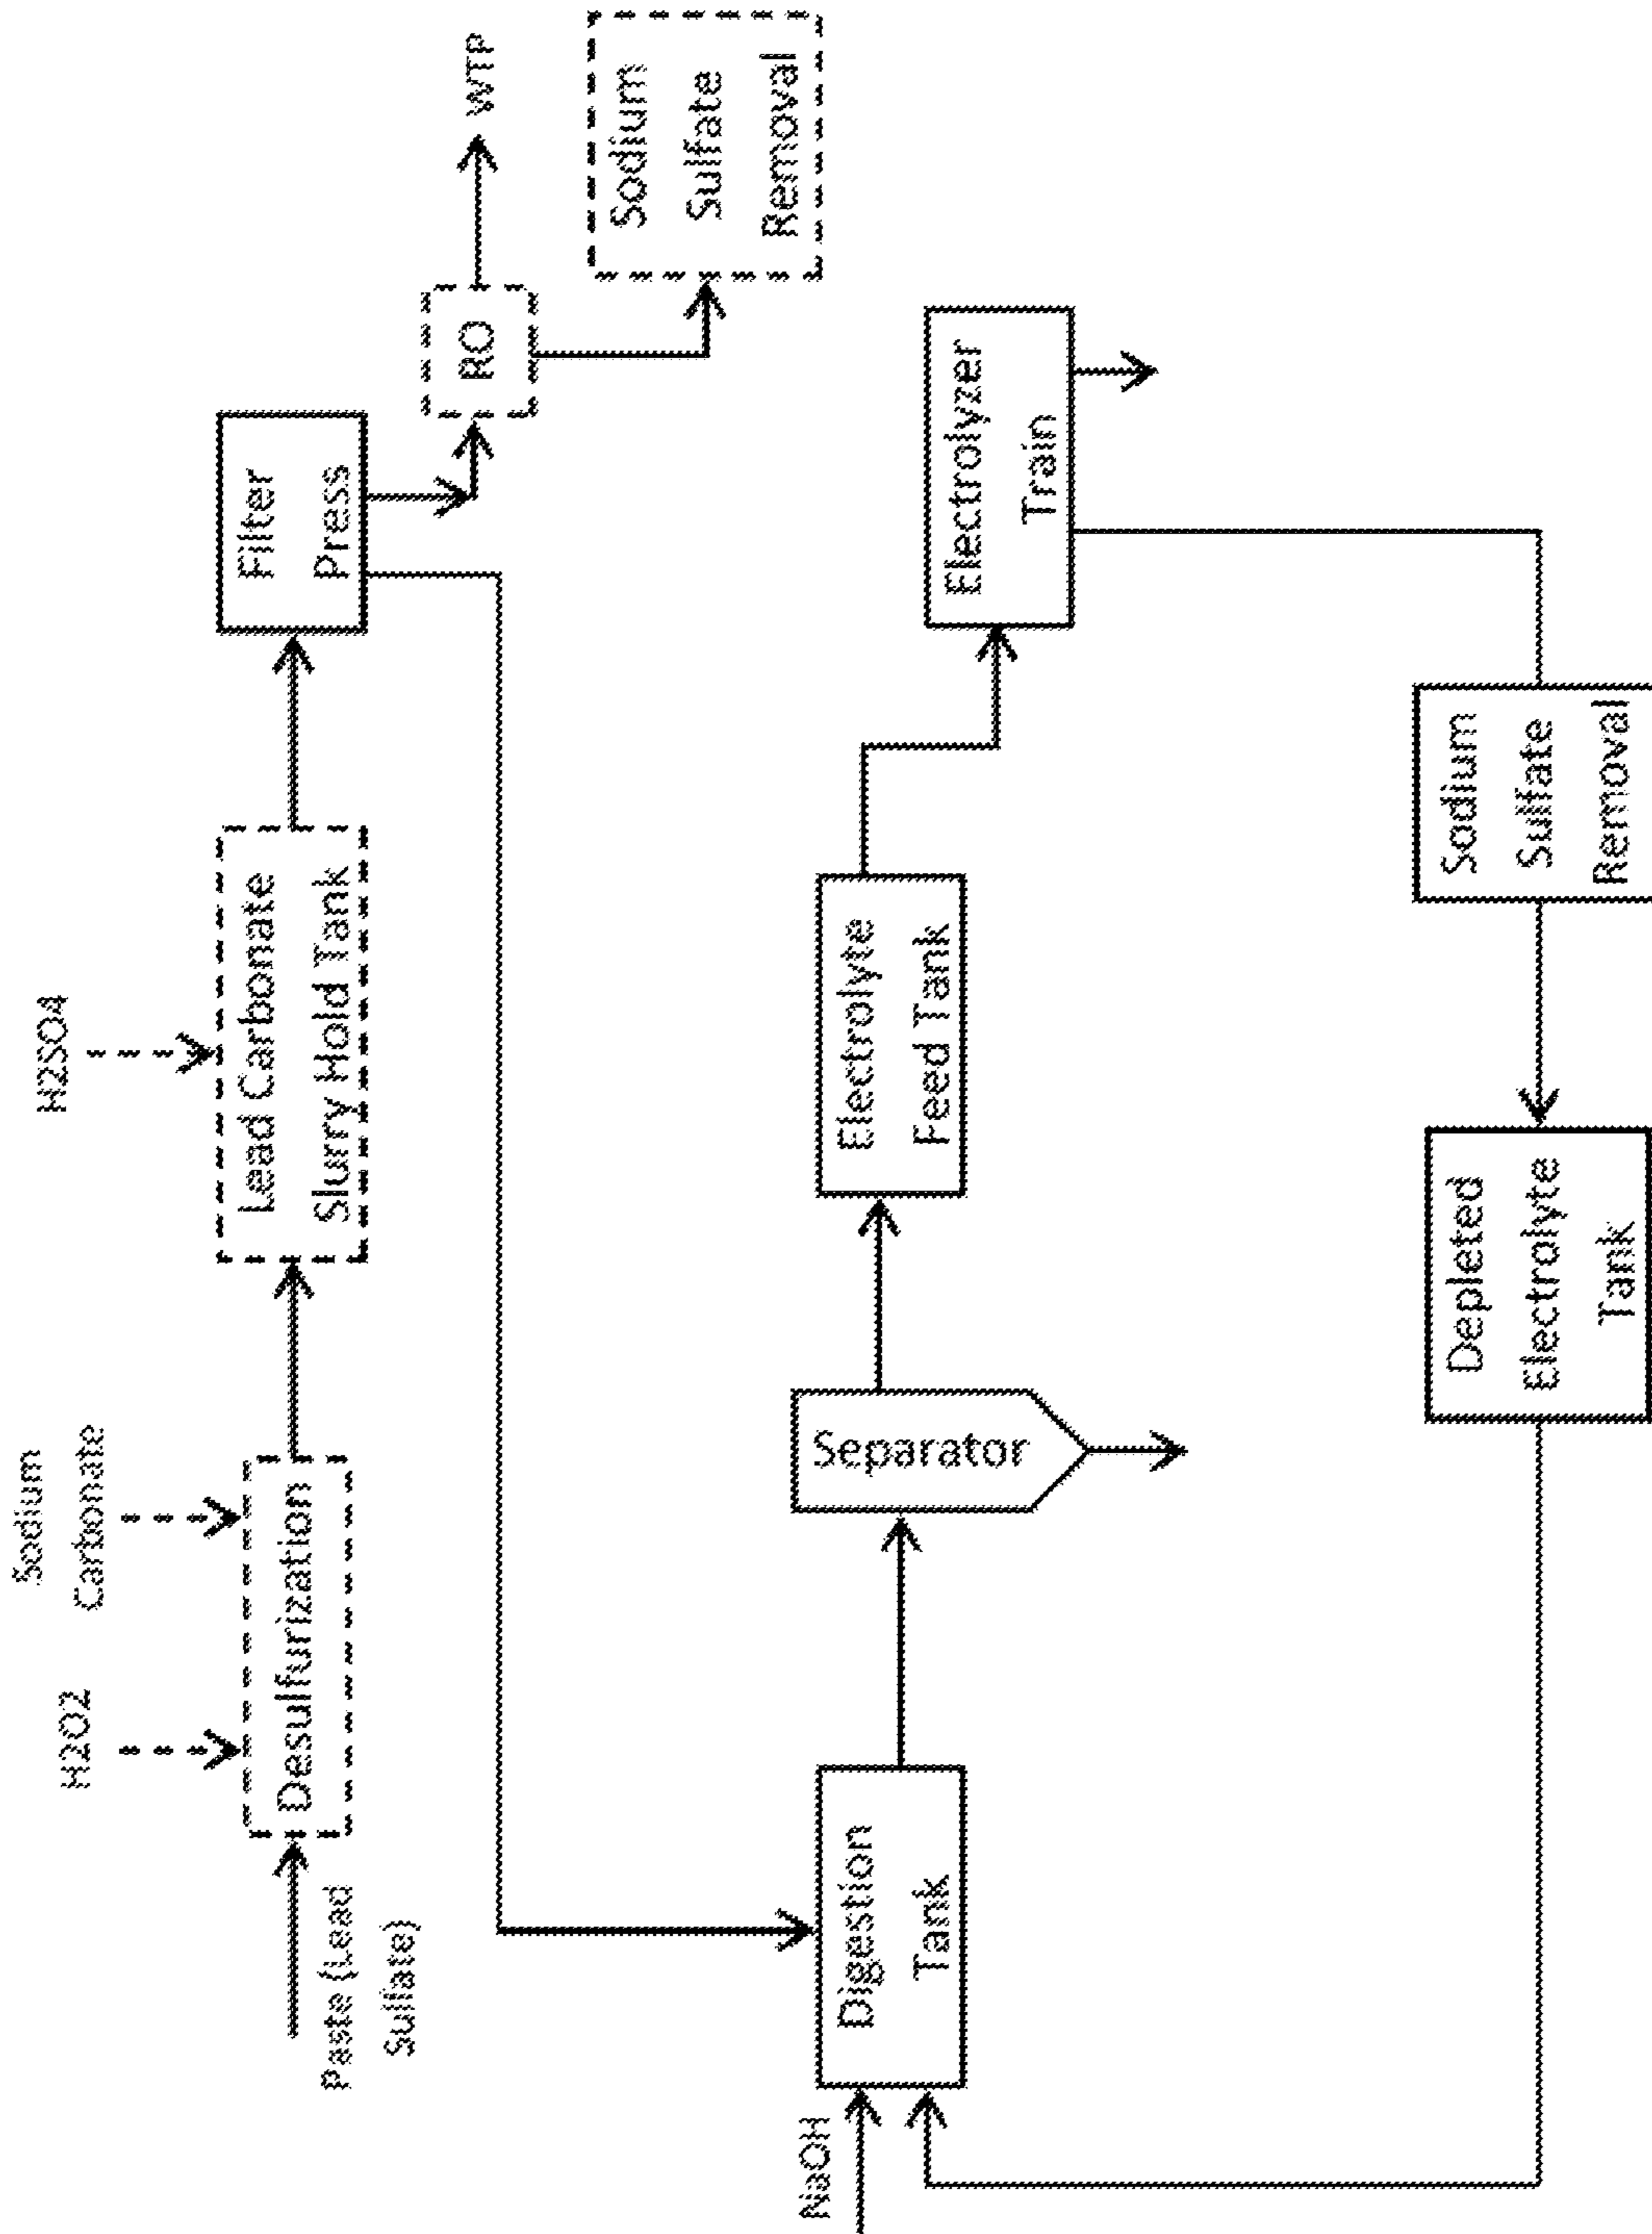 H2O2
Sodium
Carbonate
H2SO4
Paste (Lead
Sulfate)
Desulfurization
Lead Carbonate
Slurry Hold Tank
Filter
Press
RO
WTP
Sodium
Sulfate
Removal
NaOH
Digestion
Tank
Separator
Electrolyte
Feed Tank
Electrolyzer
Train
Depleted
Electrolyte
Tank
Sodium
Sulfate
Removal